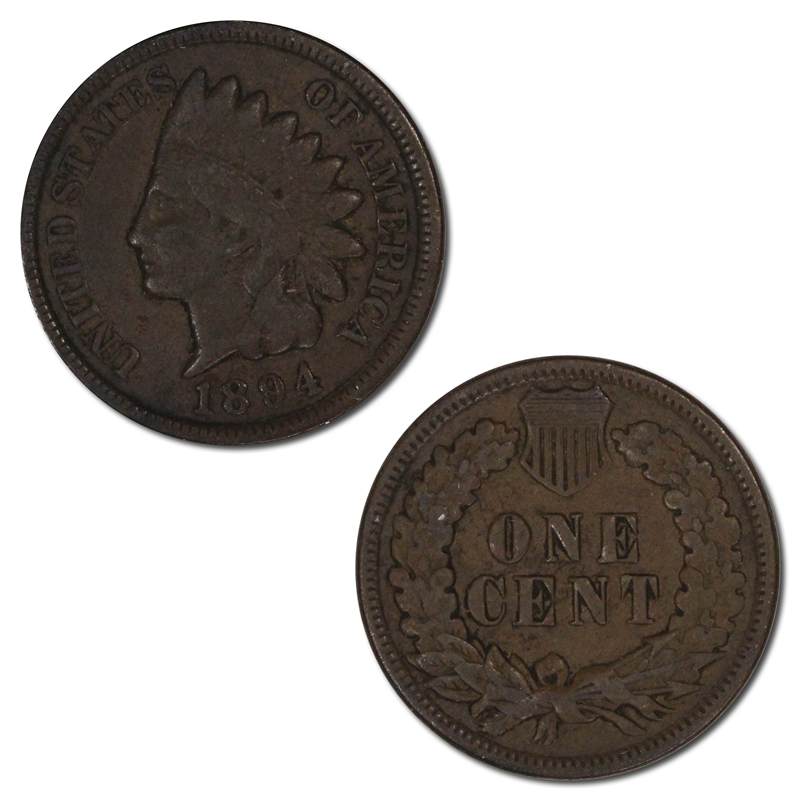 UNITED STATES OF AMERICA
1894
ONE
CENT